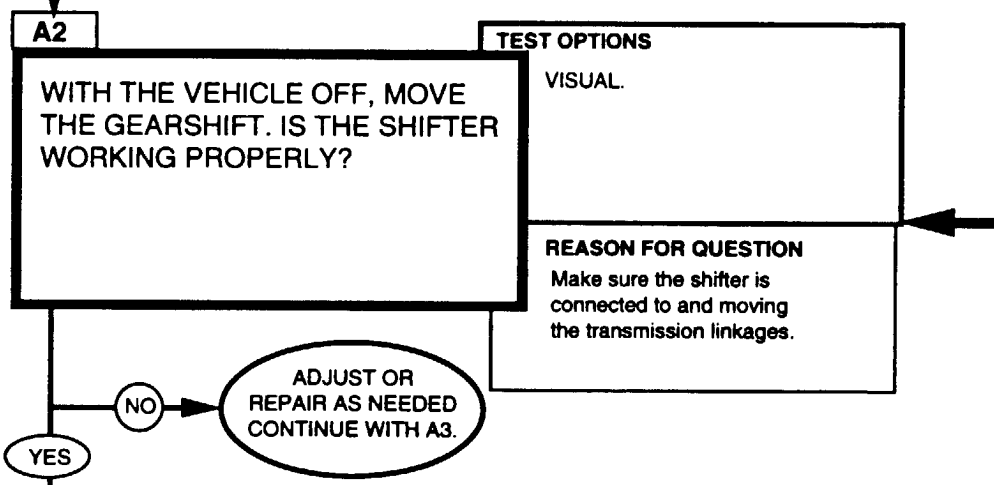 A2
WITH THE VEHICLE OFF, MOVE
THE GEARSHIFT. IS THE SHIFTER
WORKING PROPERLY?
TEST OPTIONS
VISUAL.
REASON FOR QUESTION
Make sure the shifter is
connected to and moving
the transmission linkages.
NO
ADJUST OR
REPAIR AS NEEDED
CONTINUE WITH A3.
YES